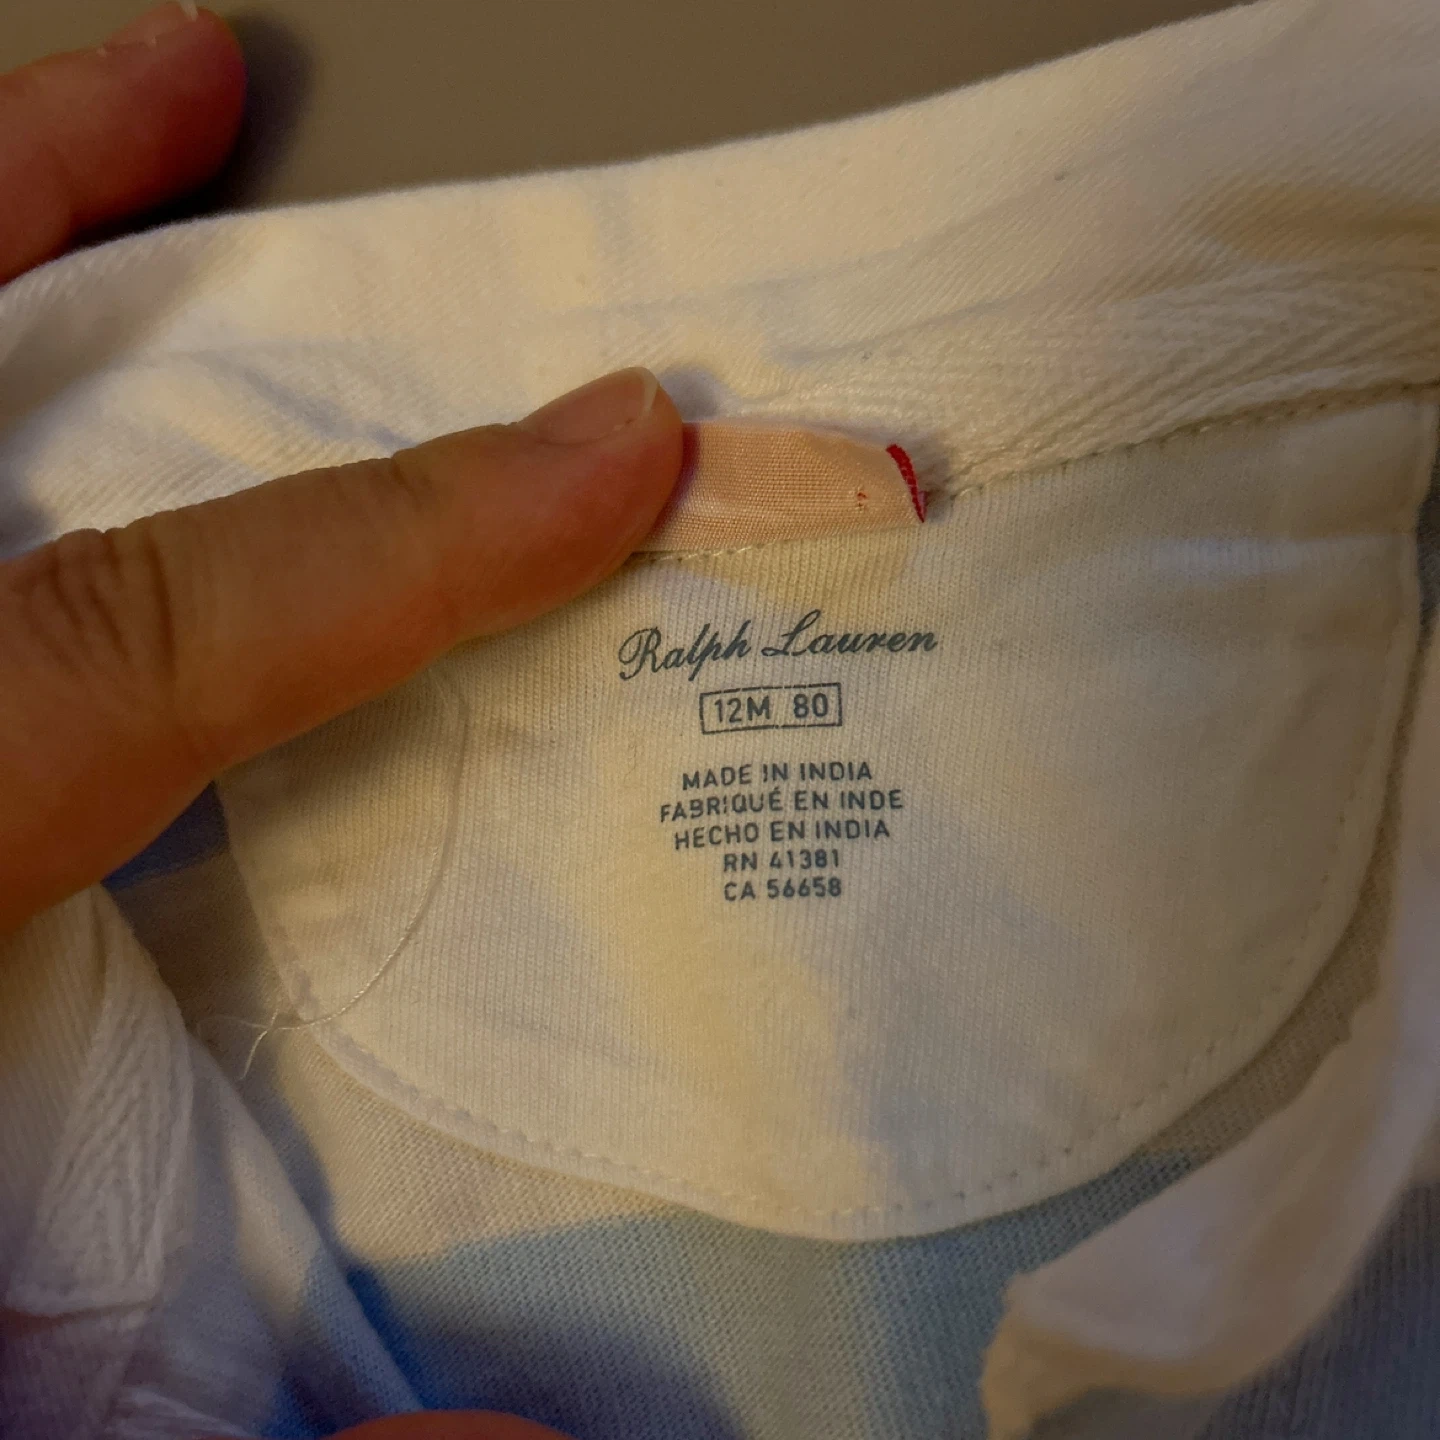 Ralph Lauren
12M 80
MADE IN INDIA
FABRIQUÉ EN INDE
HECHO EN INDIA
RN 41381
CA 56658